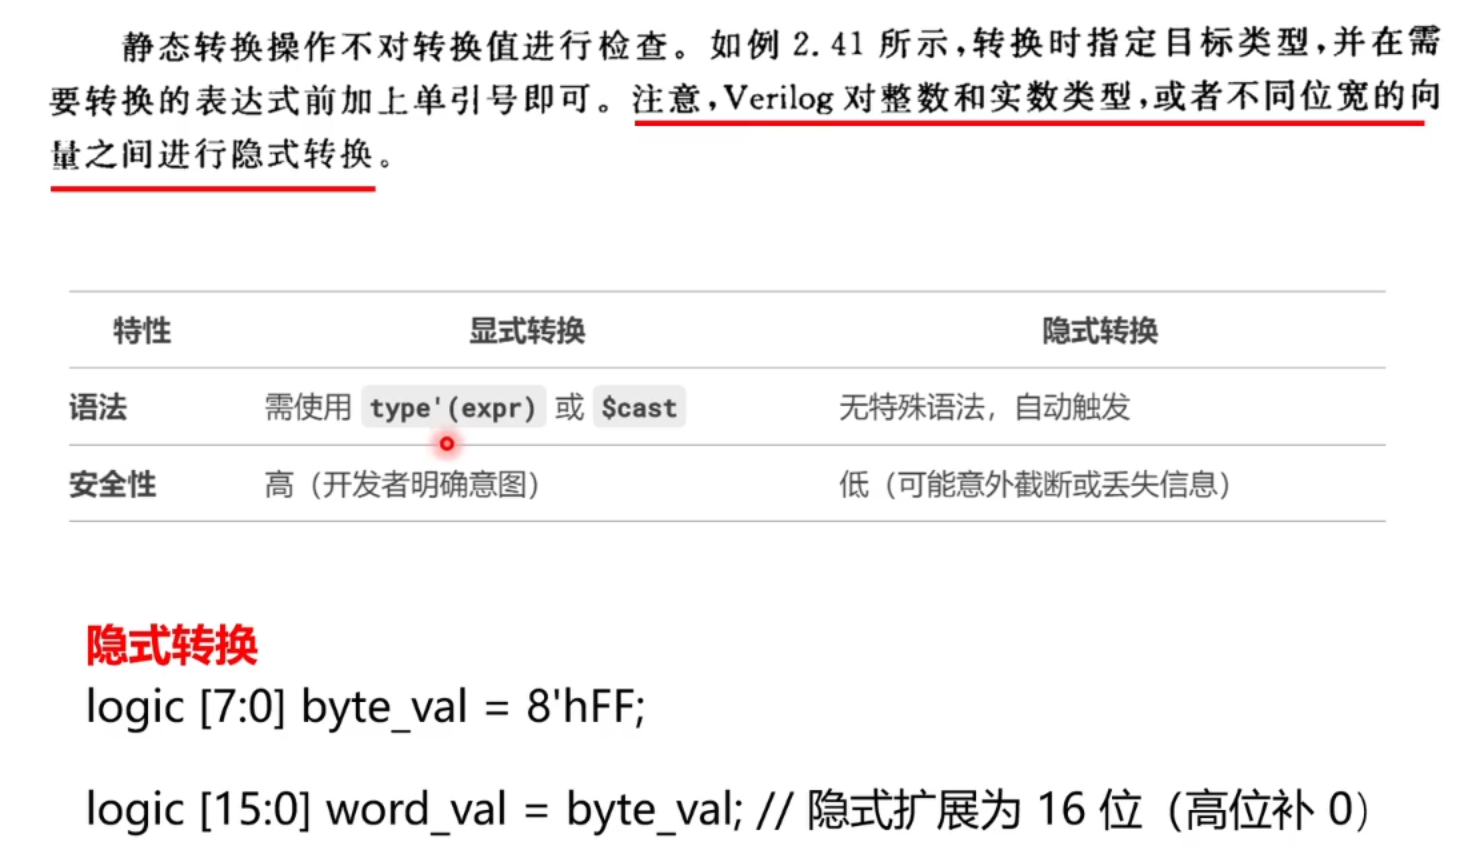 静态转换操作不对转换值进行检查。如例 2.41 所示,转换时指定目标类型,并在需
要转换的表达式前加上单引号即可。注意,Verilog 对整数和实数类型,或者不同位宽的向
量之间进行隐式转换。
特性 显式转换 隐式转换
语法 需使用 type'(expr) 或 $cast 无特殊语法，自动触发
安全性 高（开发者明确意图） 低（可能意外截断或丢失信息）
隐式转换
logic [7:0] byte_val = 8'hFF;
logic [15:0] word_val = byte_val; // 隐式扩展为 16 位（高位补 0）